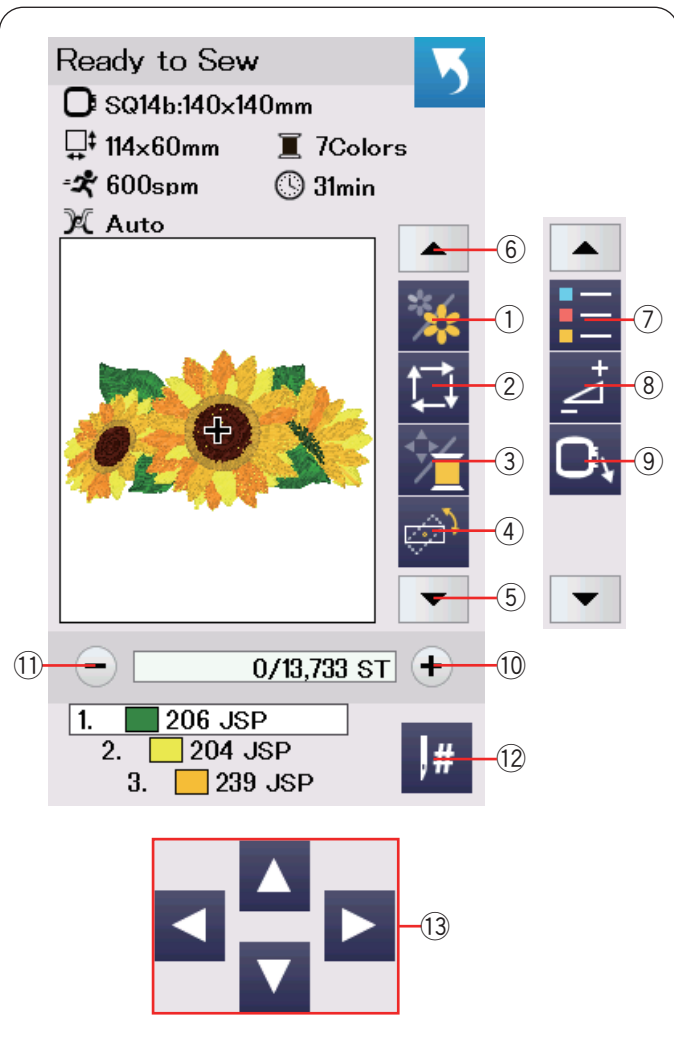 Ready to Sew
SQ14b:140x140mm
114x60mm 7Colors
600spm 31min
Auto
⑥
① ⑦
② ⑧
③ ⑨
④
⑤
⑪ − 0/13,733 ST + ⑩
1. 206 JSP
2. 204 JSP # ⑫
3. 239 JSP
⑬